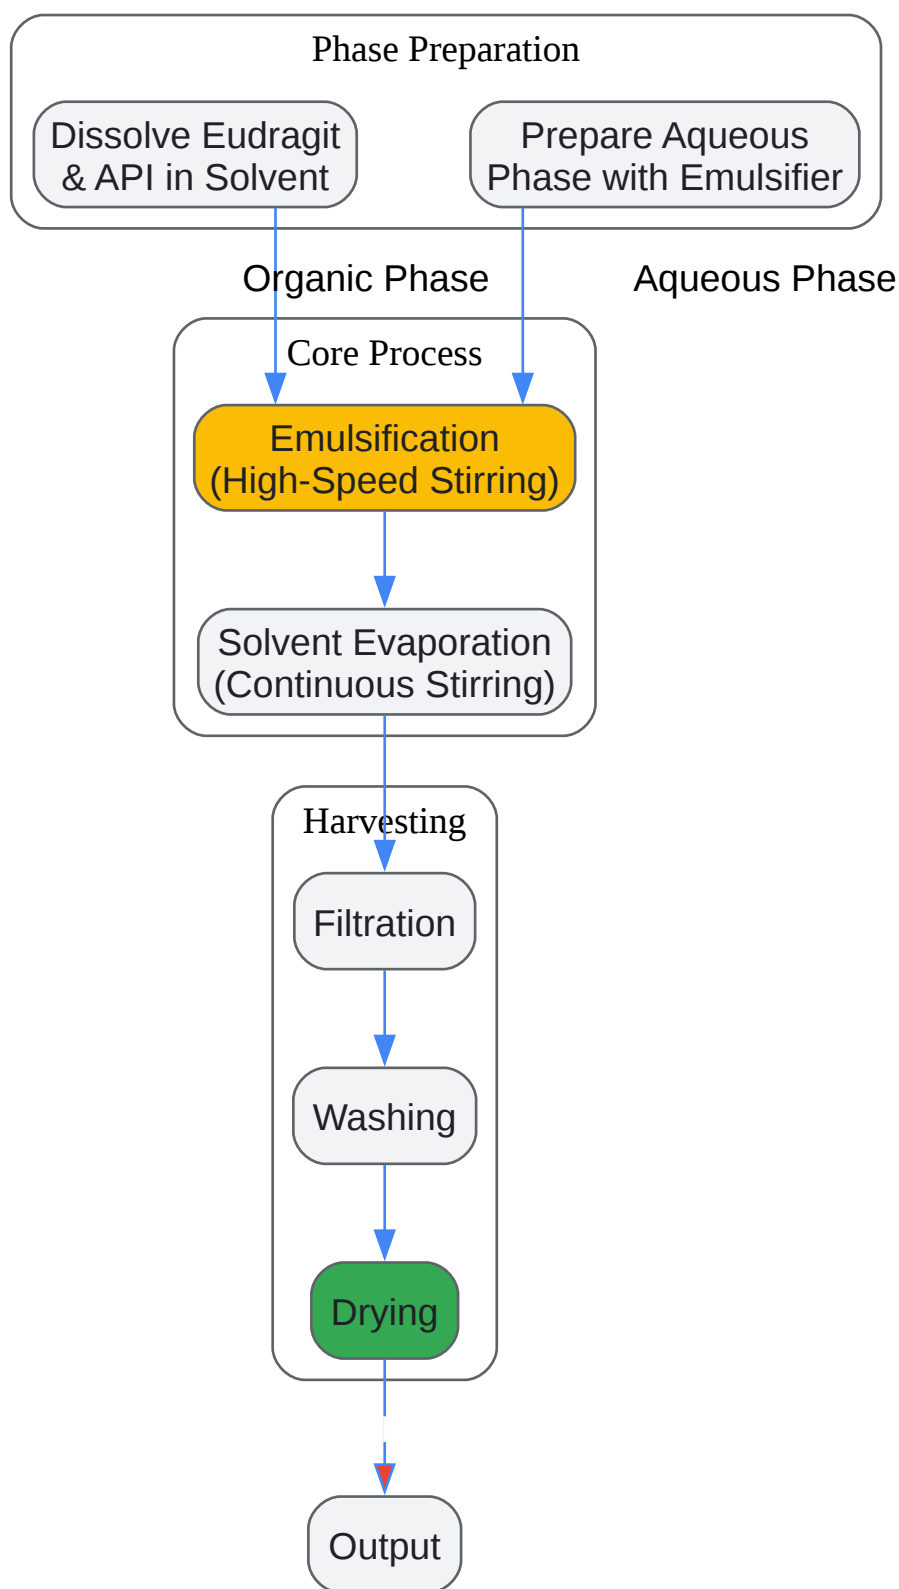 Phase Preparation
Dissolve Eudragit
& API in Solvent
Prepare Aqueous
Phase with Emulsifier
Organic Phase
Aqueous Phase
Core Process
Emulsification
(High-Speed Stirring)
Solvent Evaporation
(Continuous Stirring)
Harvesting
Filtration
Washing
Drying
Output